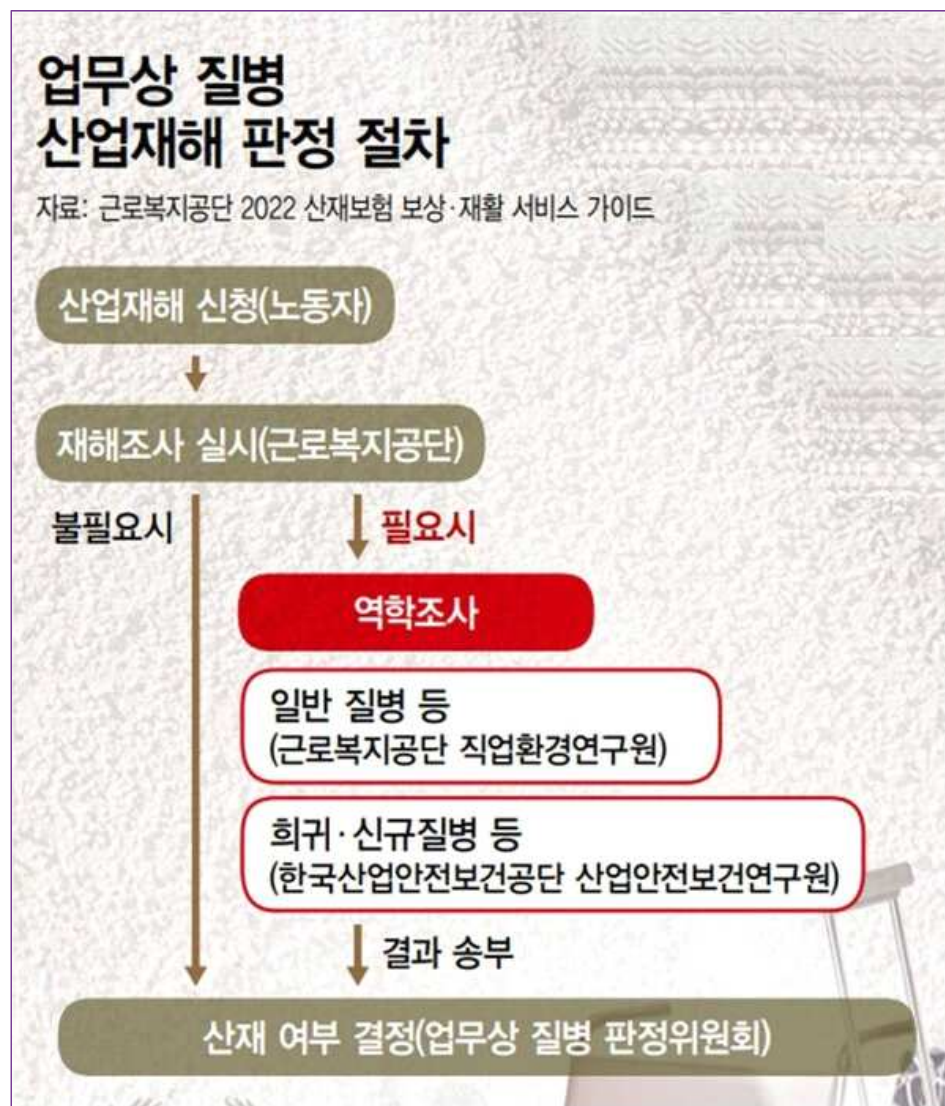 업무상 질병
산업재해 판정 절차
자료: 근로복지공단 2022 산재보험 보상·재활 서비스 가이드
산업재해 신청(노동자)
재해조사 실시(근로복지공단)
불필요시
필요시
역학조사
일반 질병 등
(근로복지공단 직업환경연구원)
희귀·신규질병 등
(한국산업안전보건공단 산업안전보건연구원)
결과 송부
산재 여부 결정(업무상 질병 판정위원회)